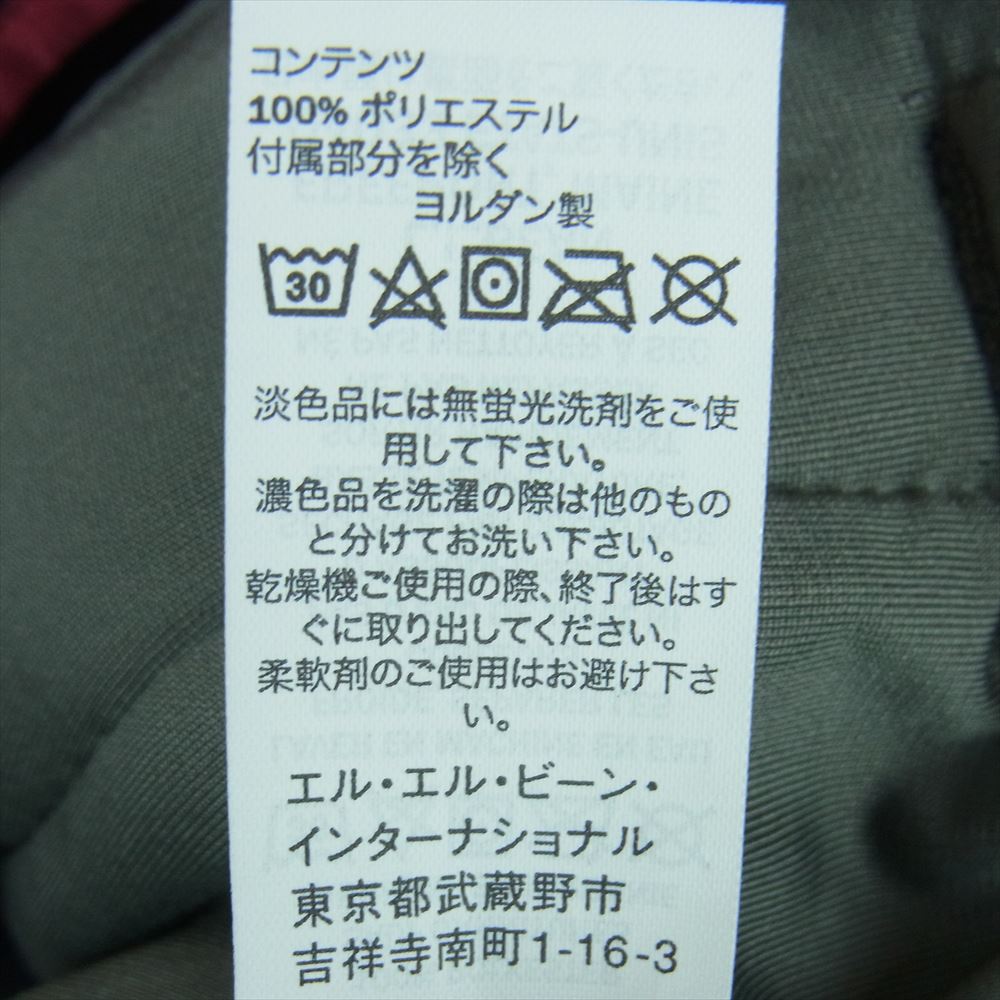 コンテンツ
100% ポリエステル
付属部分を除く
ヨルダン製
30
淡色品には無蛍光洗剤をご使
用して下さい。
濃色品を洗濯の際は他のもの
と分けてお洗い下さい。
乾燥機ご使用の際、終了後はす
ぐに取り出してください。
柔軟剤のご使用はお避け下さ
い。
エル・エル・ビーン・
インターナショナル
東京都武蔵野市
吉祥寺南町1-16-3